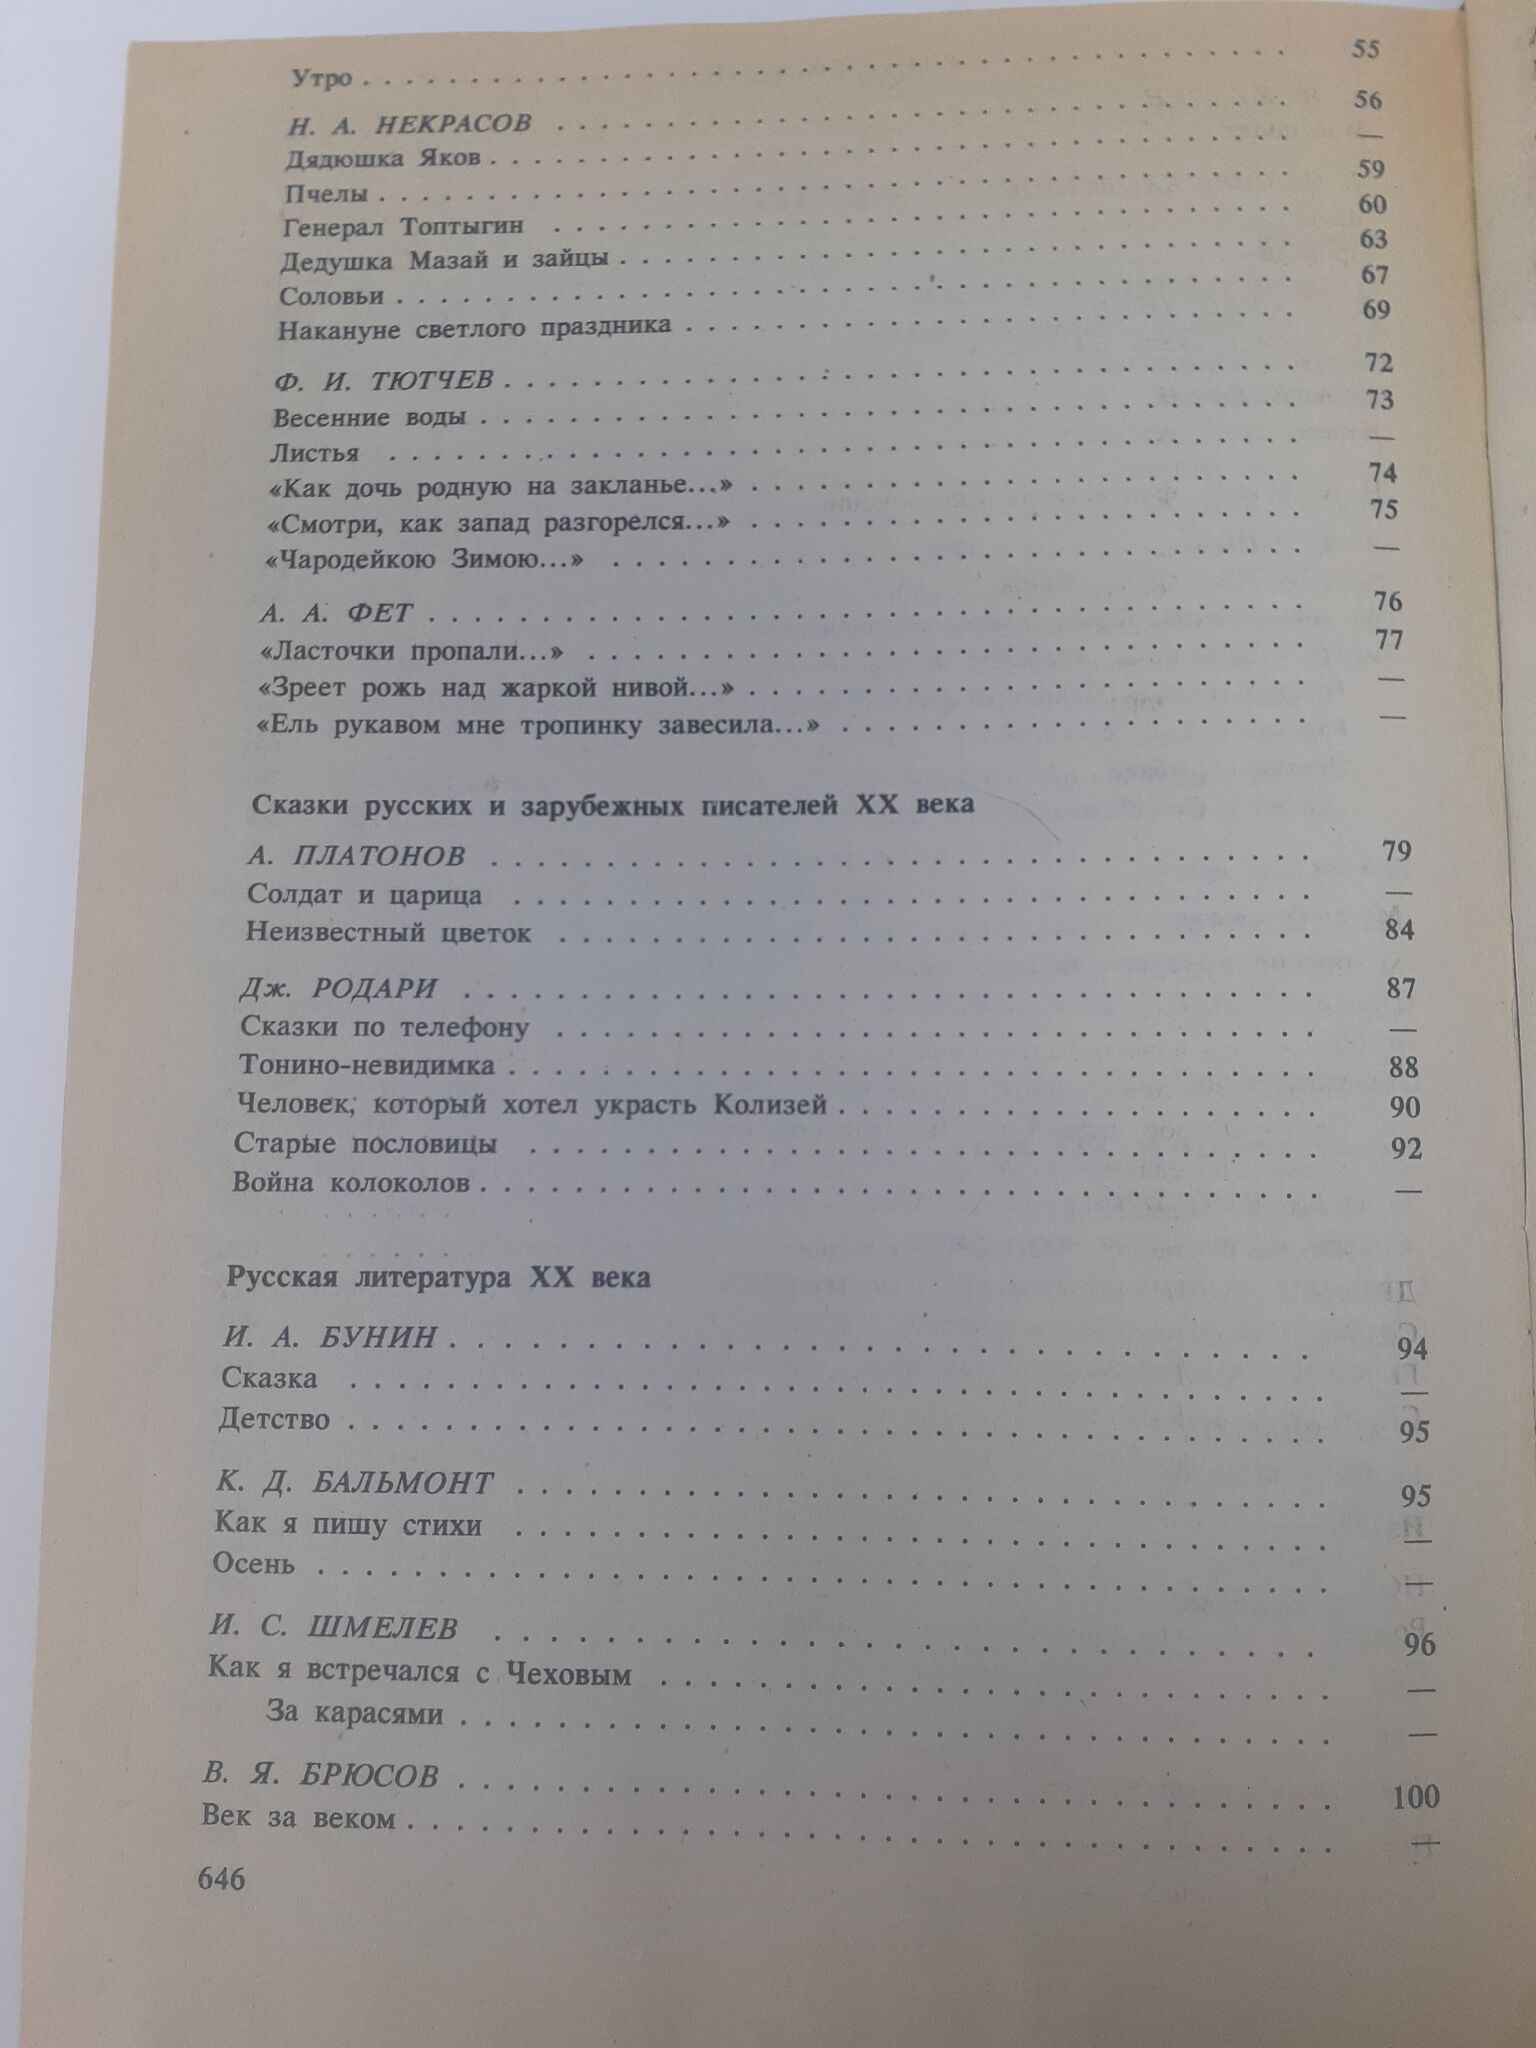 Утро . . . . . . . . . . . . . . . . . . . . . . . . . . . . . . 55
Н. А. НЕКРАСОВ . . . . . . . . . . . . . . . . . . . . . . . . . 56
Дядюшка Яков . . . . . . . . . . . . . . . . . . . . . . . . . . —
Пчелы . . . . . . . . . . . . . . . . . . . . . . . . . . . . . . 59
Генерал Топтыгин . . . . . . . . . . . . . . . . . . . . . . . . 60
Дедушка Мазай и зайцы . . . . . . . . . . . . . . . . . . . . . . 63
Соловьи . . . . . . . . . . . . . . . . . . . . . . . . . . . . . 67
Накануне светлого праздника . . . . . . . . . . . . . . . . . . . 69
Ф. И. ТЮТЧЕВ . . . . . . . . . . . . . . . . . . . . . . . . . . 72
Весенние воды . . . . . . . . . . . . . . . . . . . . . . . . . . 73
Листья . . . . . . . . . . . . . . . . . . . . . . . . . . . . . —
«Как дочь родную на закланье...» . . . . . . . . . . . . . . . . 74
«Смотри, как запад разгорелся...» . . . . . . . . . . . . . . . . 75
«Чародейкою Зимою...» . . . . . . . . . . . . . . . . . . . . . . —
А. А. ФЕТ . . . . . . . . . . . . . . . . . . . . . . . . . . . . 76
«Ласточки пропали...» . . . . . . . . . . . . . . . . . . . . . . 77
«Зреет рожь над жаркой нивой...» . . . . . . . . . . . . . . . . —
«Ель рукавом мне тропинку завесила...» . . . . . . . . . . . . . —
Сказки русских и зарубежных писателей XX века
А. ПЛАТОНОВ . . . . . . . . . . . . . . . . . . . . . . . . . . . 79
Солдат и царица . . . . . . . . . . . . . . . . . . . . . . . . . —
Неизвестный цветок . . . . . . . . . . . . . . . . . . . . . . . 84
Дж. РОДАРИ . . . . . . . . . . . . . . . . . . . . . . . . . . . 87
Сказки по телефону . . . . . . . . . . . . . . . . . . . . . . . —
Тонино-невидимка . . . . . . . . . . . . . . . . . . . . . . . . 88
Человек, который хотел украсть Колизей . . . . . . . . . . . . . 90
Старые пословицы . . . . . . . . . . . . . . . . . . . . . . . . 92
Война колоколов . . . . . . . . . . . . . . . . . . . . . . . . . —
Русская литература XX века
И. А. БУНИН . . . . . . . . . . . . . . . . . . . . . . . . . . . 94
Сказка . . . . . . . . . . . . . . . . . . . . . . . . . . . . . —
Детство . . . . . . . . . . . . . . . . . . . . . . . . . . . . . 95
К. Д. БАЛЬМОНТ . . . . . . . . . . . . . . . . . . . . . . . . . 95
Как я пишу стихи . . . . . . . . . . . . . . . . . . . . . . . . —
Осень . . . . . . . . . . . . . . . . . . . . . . . . . . . . . . —
И. С. ШМЕЛЕВ . . . . . . . . . . . . . . . . . . . . . . . . . . 96
Как я встречался с Чеховым . . . . . . . . . . . . . . . . . . . —
За карасями . . . . . . . . . . . . . . . . . . . . . . . . . . . —
В. Я. БРЮСОВ . . . . . . . . . . . . . . . . . . . . . . . . . . 100
Век за веком . . . . . . . . . . . . . . . . . . . . . . . . . . —
646